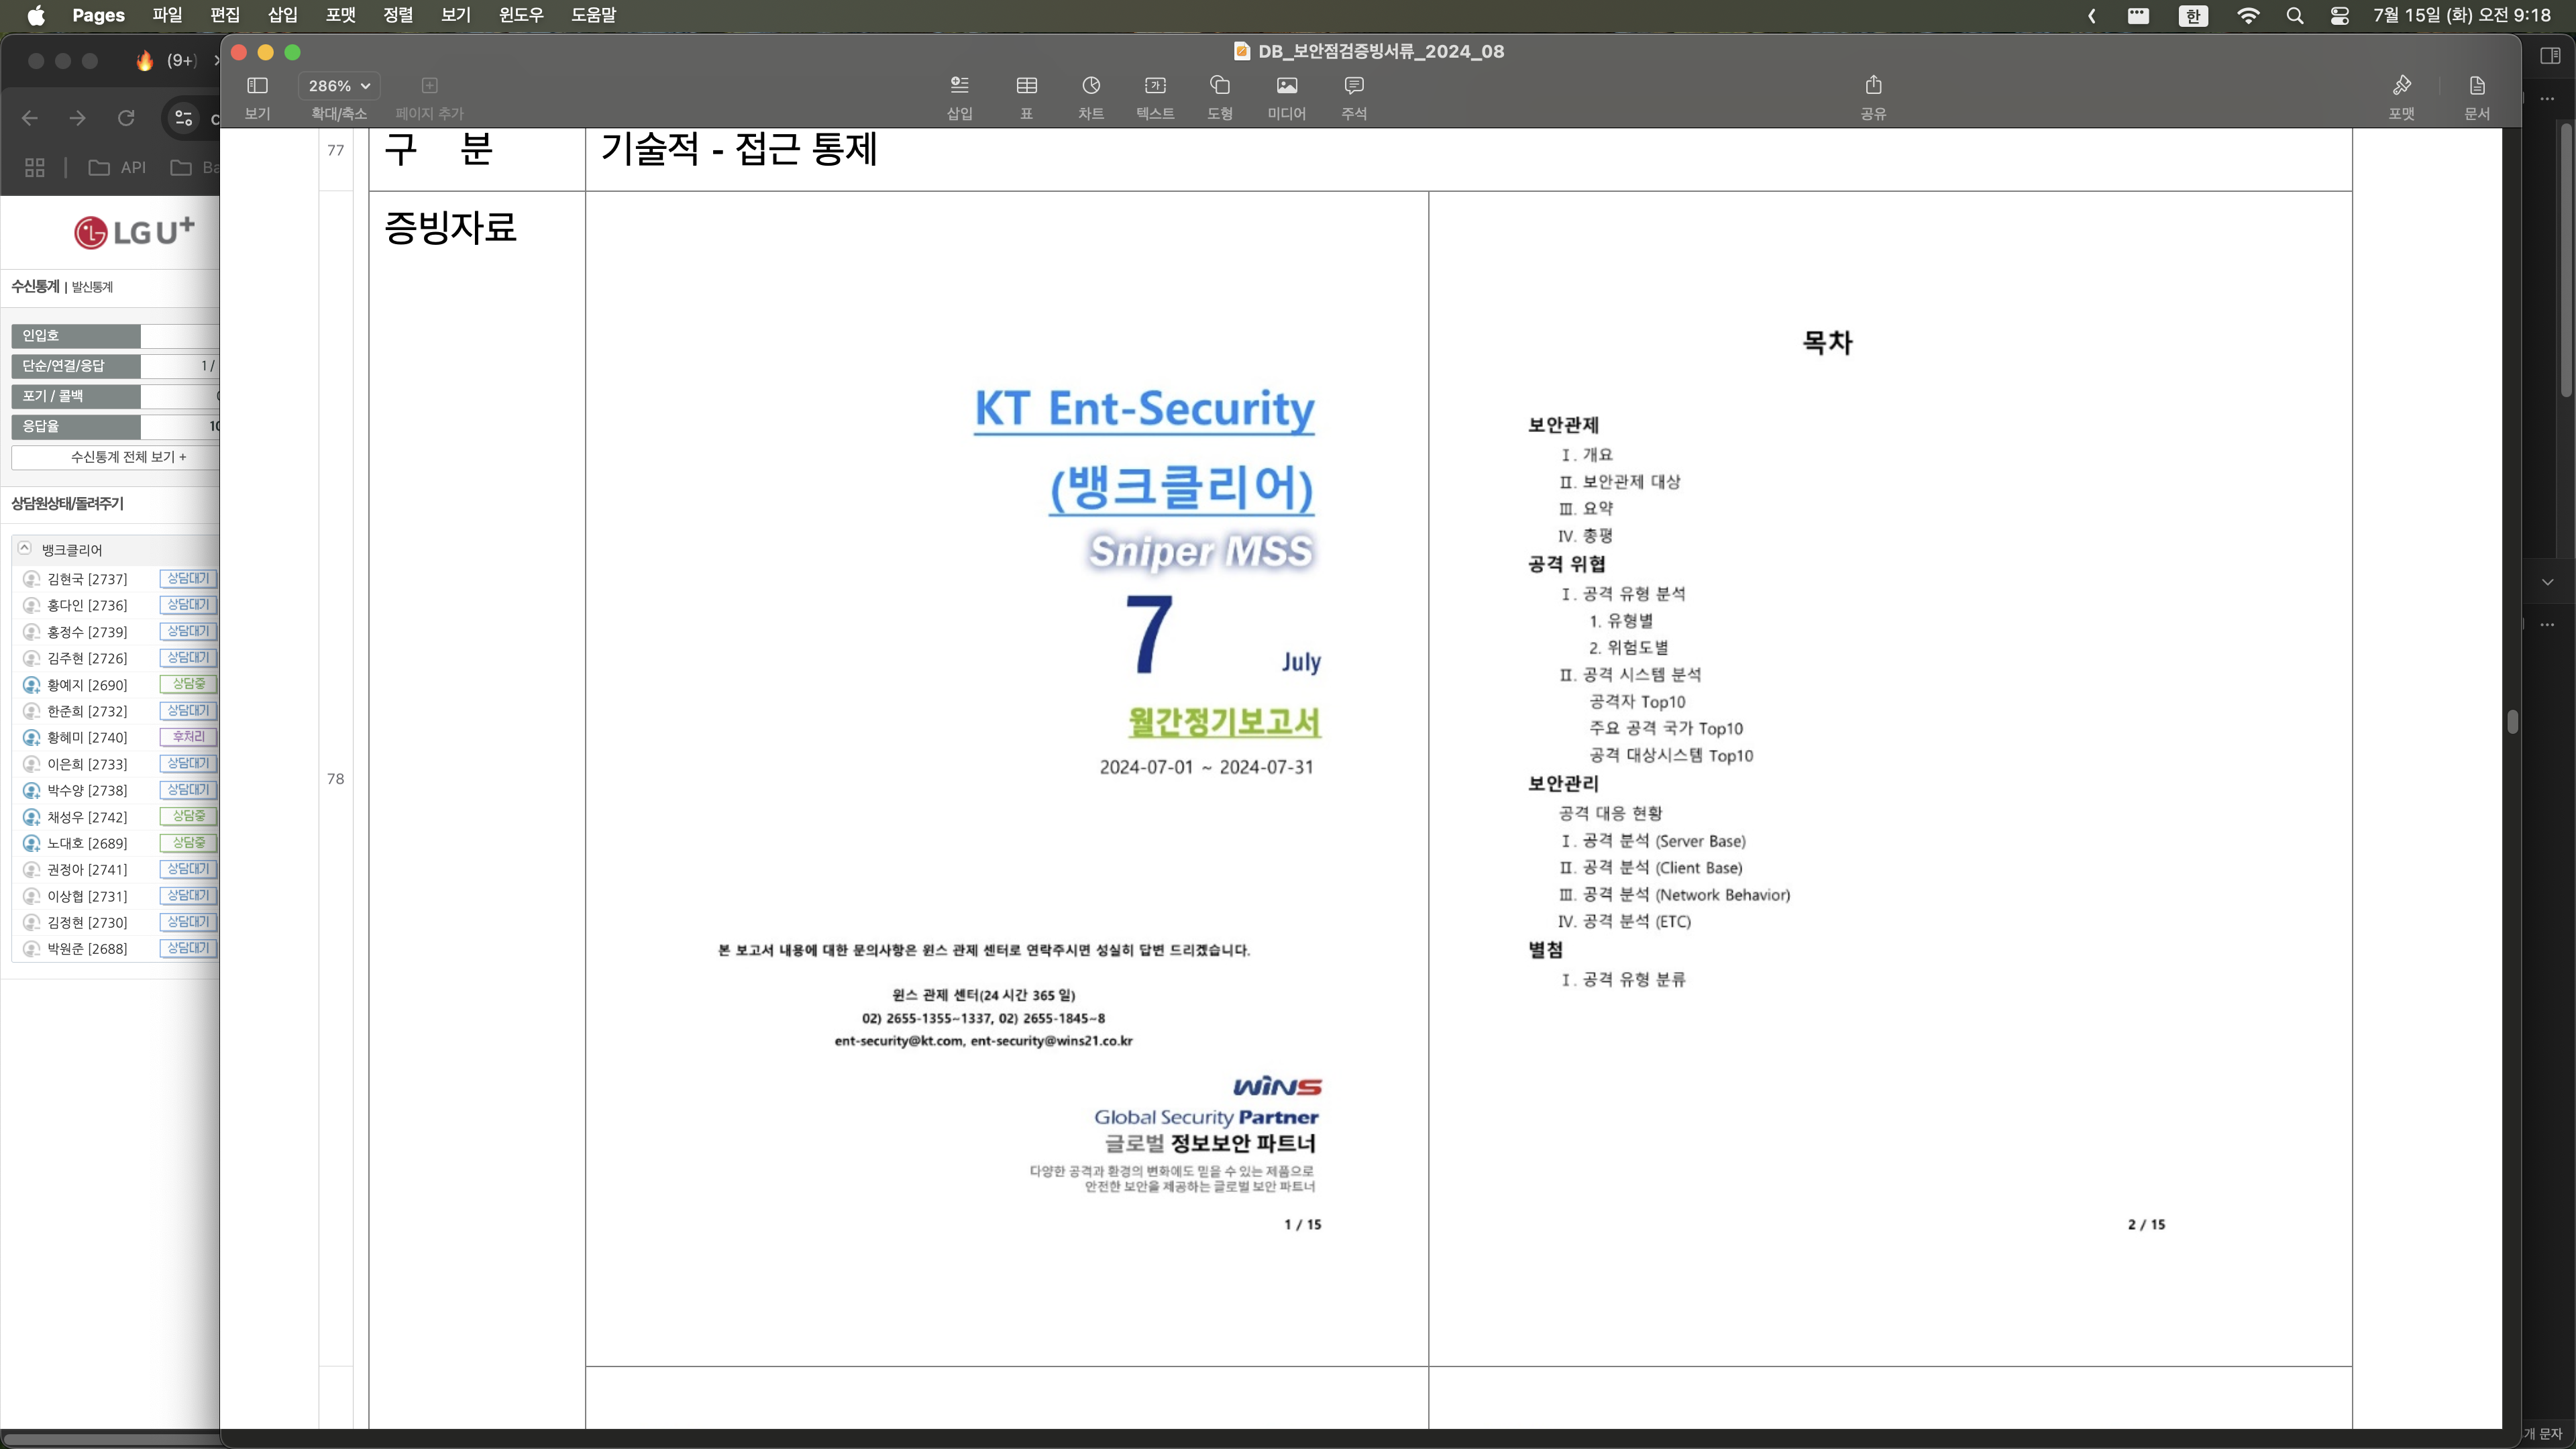 Pages 파일 편집 삽입 포맷 정렬 보기 윈도우 도움말
한 7월 15일 (화) 오전 9:18
(9+)
API
LG U+
수신통계 | 발신통계
인입호
단순/연결/응답 1 /
포기 / 콜백
응답율
수신통계 전체 보기 +
상담원상태/돌려주기
뱅크클리어
김현국 [2737] 상담대기
홍다인 [2736] 상담대기
홍정수 [2739] 상담대기
김주현 [2726] 상담대기
황예지 [2690] 상담중
한준희 [2732] 상담대기
황혜미 [2740] 후처리
이은희 [2733] 상담대기
박수양 [2738] 상담대기
채성우 [2742] 상담중
노대호 [2689] 상담중
권정아 [2741] 상담대기
이상협 [2731] 상담대기
김정현 [2730] 상담대기
박원준 [2688] 상담대기
DB_보안점검증빙서류_2024_08
286%
보기 확대/축소 페이지 추가 삽입 표 차트 텍스트 도형 미디어 주석 공유 포맷 문서
77
구 분
기술적 - 접근 통제
78
증빙자료
KT Ent-Security
(뱅크클리어)
Sniper MSS
7 July
월간정기보고서
2024-07-01 ~ 2024-07-31
본 보고서 내용에 대한 문의사항은 윈스 관제 센터로 연락주시면 성실히 답변 드리겠습니다.
윈스 관제 센터(24 시간 365 일)
02) 2655-1355~1337, 02) 2655-1845~8
ent-security@kt.com, ent-security@wins21.co.kr
WINS
Global Security Partner
글로벌 정보보안 파트너
다양한 공격과 환경의 변화에도 믿을 수 있는 제품으로
안전한 보안을 제공하는 글로벌 보안 파트너
1 / 15
목차
보안관제
Ⅰ. 개요
Ⅱ. 보안관제 대상
Ⅲ. 요약
Ⅳ. 총평
공격 위협
Ⅰ. 공격 유형 분석
1. 유형별
2. 위험도별
Ⅱ. 공격 시스템 분석
공격자 Top10
주요 공격 국가 Top10
공격 대상시스템 Top10
보안관리
공격 대응 현황
Ⅰ. 공격 분석 (Server Base)
Ⅱ. 공격 분석 (Client Base)
Ⅲ. 공격 분석 (Network Behavior)
Ⅳ. 공격 분석 (ETC)
별첨
Ⅰ. 공격 유형 분류
2 / 15
개 문자